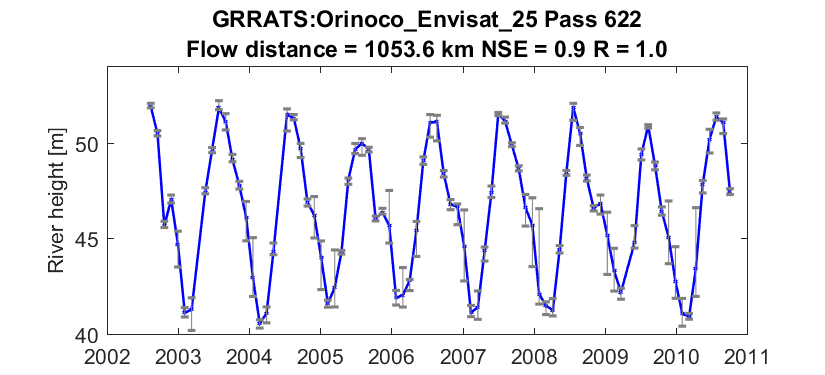 GRRATS:Orinoco_Envisat_25 Pass 622
Flow distance = 1053.6 km NSE = 0.9 R = 1.0
River height [m]
50
45
40
2002 2003 2004 2005 2006 2007 2008 2009 2010 2011